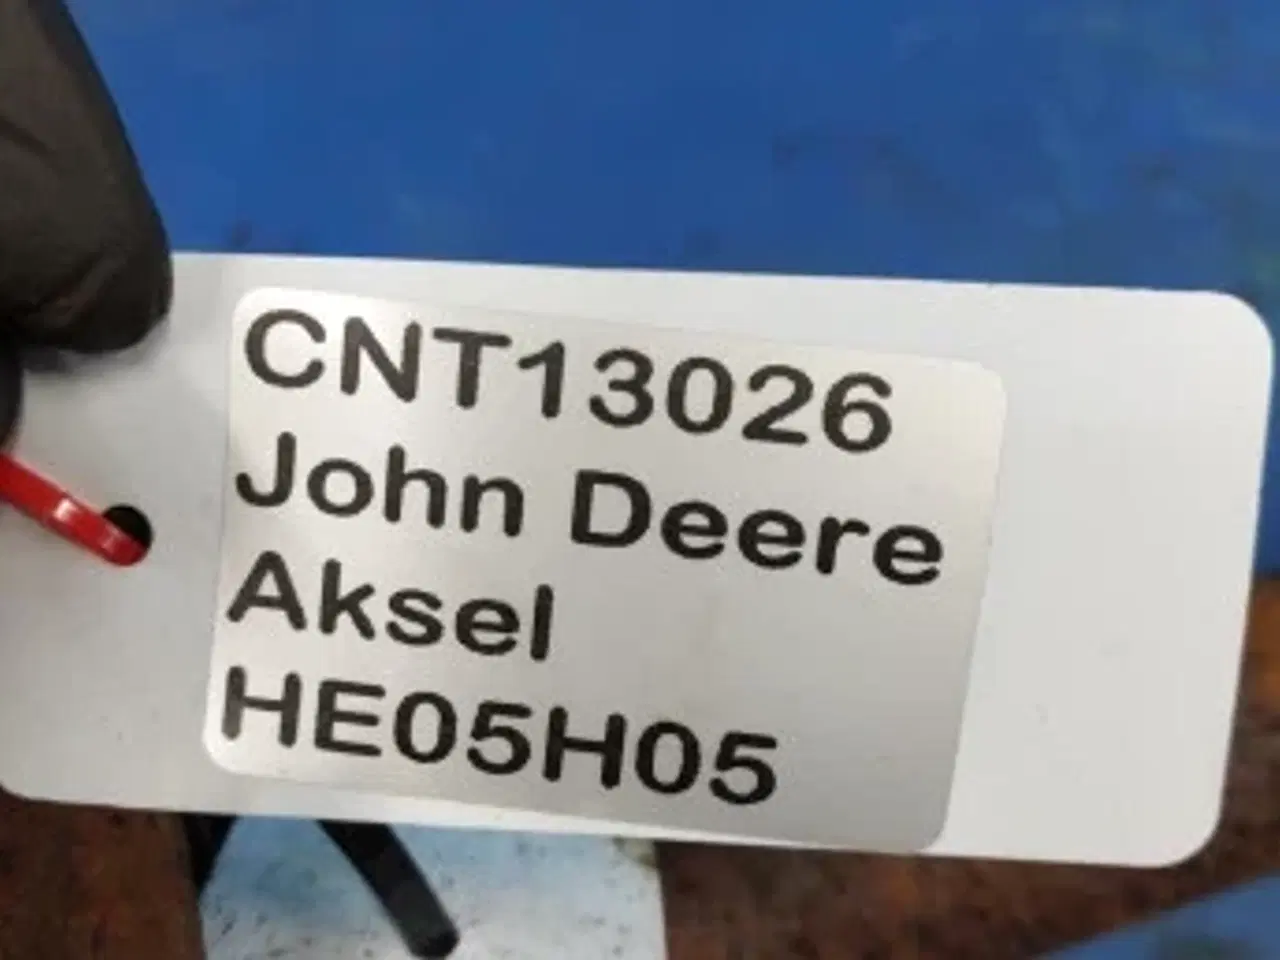 CNT13026
John Deere
Aksel
HE05H05